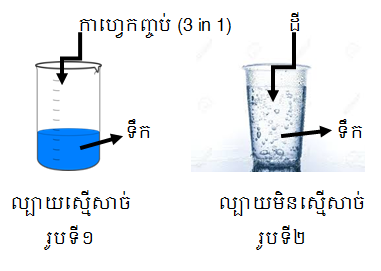 កាហ្វេកញ្ចប់ (3 in 1) ដី
ទឹក ទឹក
ល្បាយស្មើសាច់ ល្បាយមិនស្មើសាច់
រូបទី១ រូបទី២